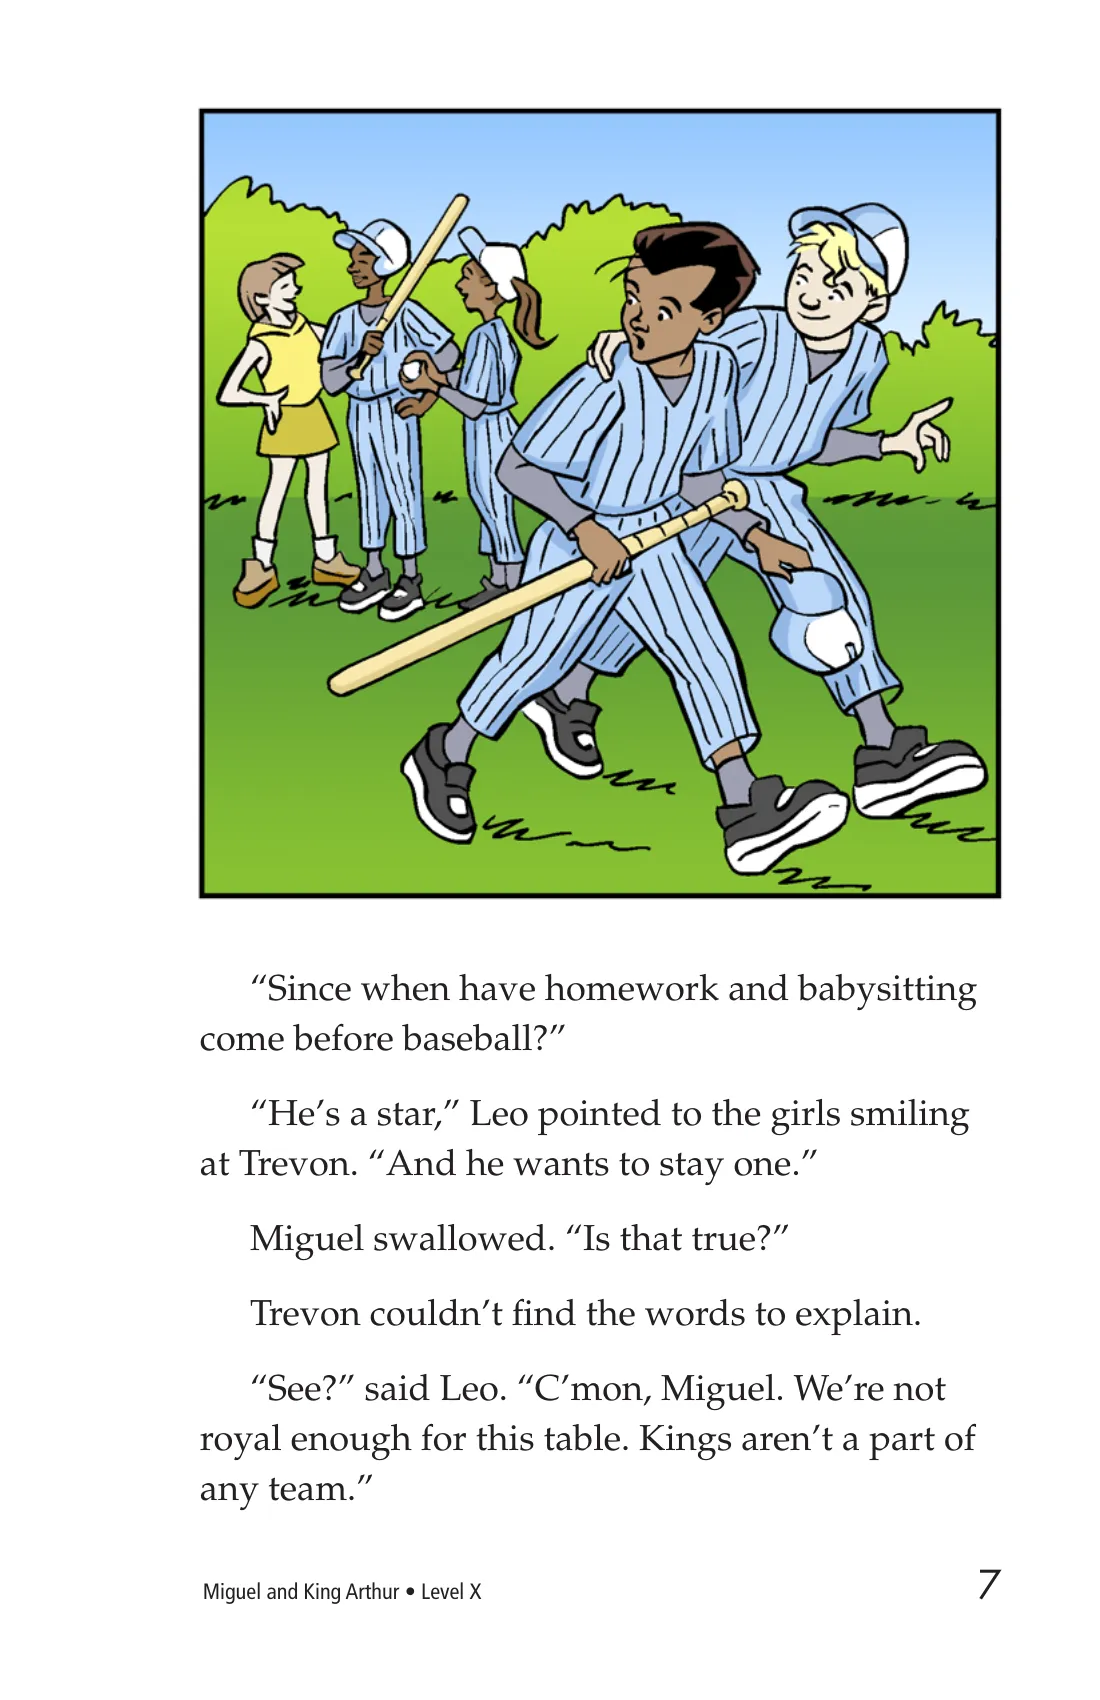 “Since when have homework and babysitting
come before baseball?”
“He’s a star,” Leo pointed to the girls smiling
at Trevon. “And he wants to stay one.”
Miguel swallowed. “Is that true?”
Trevon couldn’t find the words to explain.
“See?” said Leo. “C’mon, Miguel. We’re not
royal enough for this table. Kings aren’t a part of
any team.”
Miguel and King Arthur • Level X
7